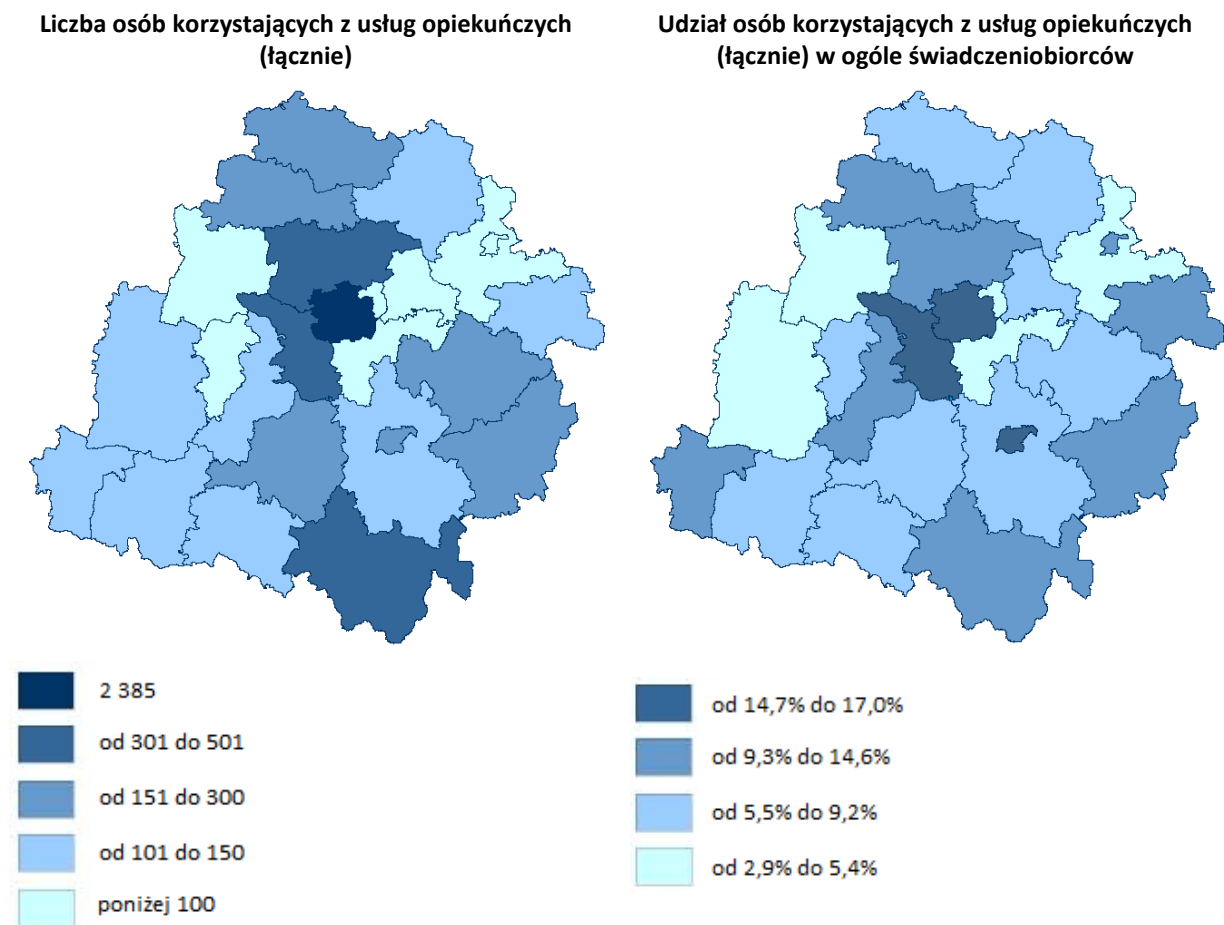 Liczba osób korzystających z usług opiekuńczych
(łącznie)
Udział osób korzystających z usług opiekuńczych
(łącznie) w ogóle świadczeniobiorców
2 385
od 301 do 501
od 151 do 300
od 101 do 150
poniżej 100
od 14,7% do 17,0%
od 9,3% do 14,6%
od 5,5% do 9,2%
od 2,9% do 5,4%